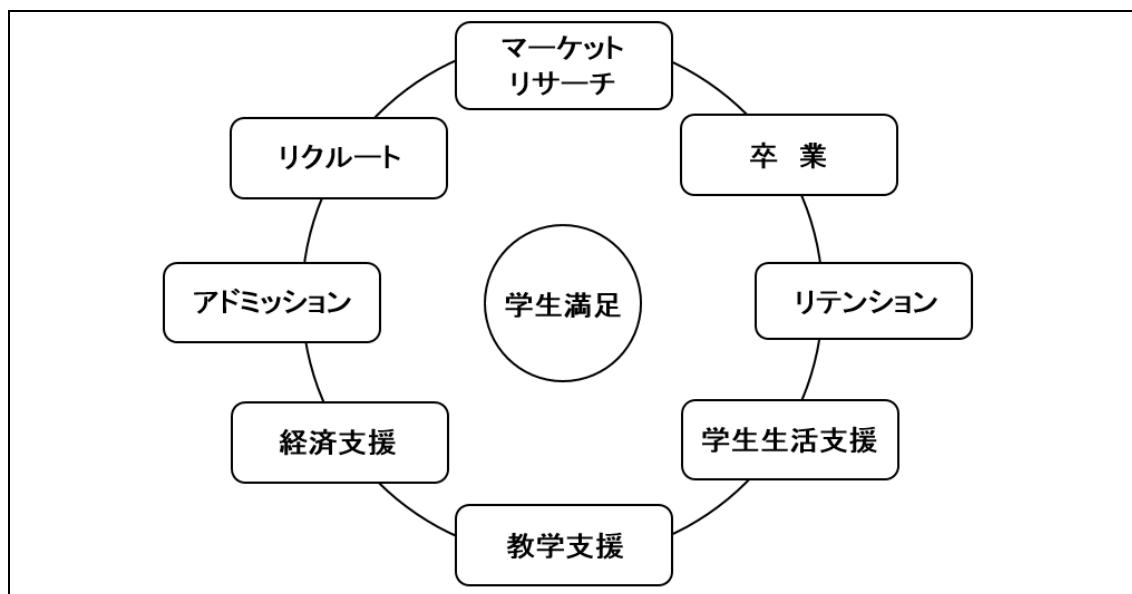 マーケット
リサーチ
リクルート
卒 業
アドミッション
学生満足
リテンション
経済支援
学生生活支援
教学支援